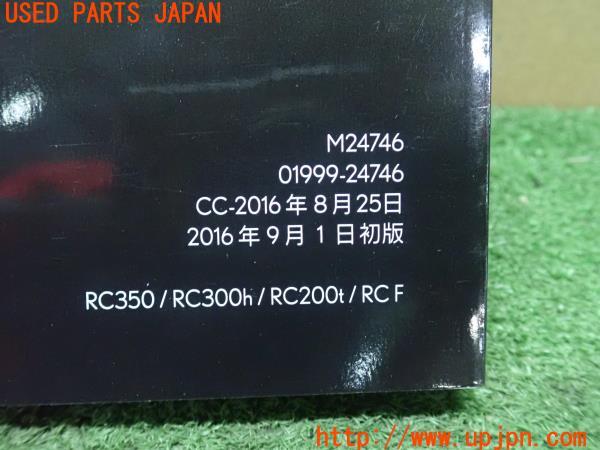 USED PARTS JAPAN
M24746
01999-24746
CC-2016年8月25日
2016年9月1日初版
RC350 / RC300h / RC200t / RC F
http://www.upjpn.com